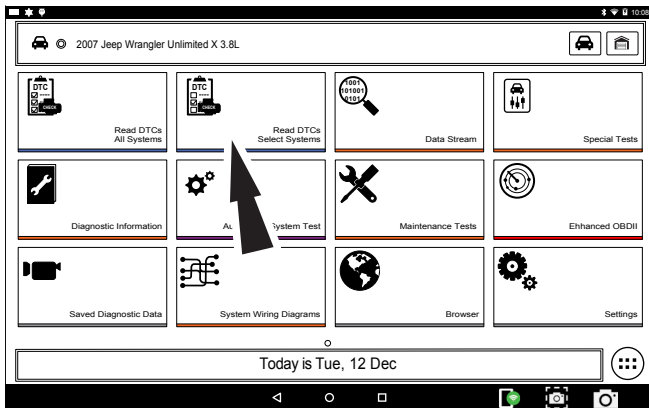 10:08
2007 Jeep Wrangler Unlimited X 3.8L
DTC
CHECK
Read DTCs
All Systems
DTC
CHECK
Read DTCs
Select Systems
1001
101001
0101
Data Stream
Special Tests
Diagnostic Information
Au
System Test
Maintenance Tests
Enhanced OBDII
Saved Diagnostic Data
System Wiring Diagrams
Browser
Settings
Today is Tue, 12 Dec